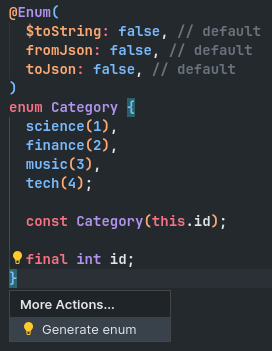 @Enum(
$toString: false, // default
fromJson: false, // default
toJson: false, // default
)
enum Category {
science(1),
finance(2),
music(3),
tech(4);
const Category(this.id);
final int id;
}
More Actions...
Generate enum